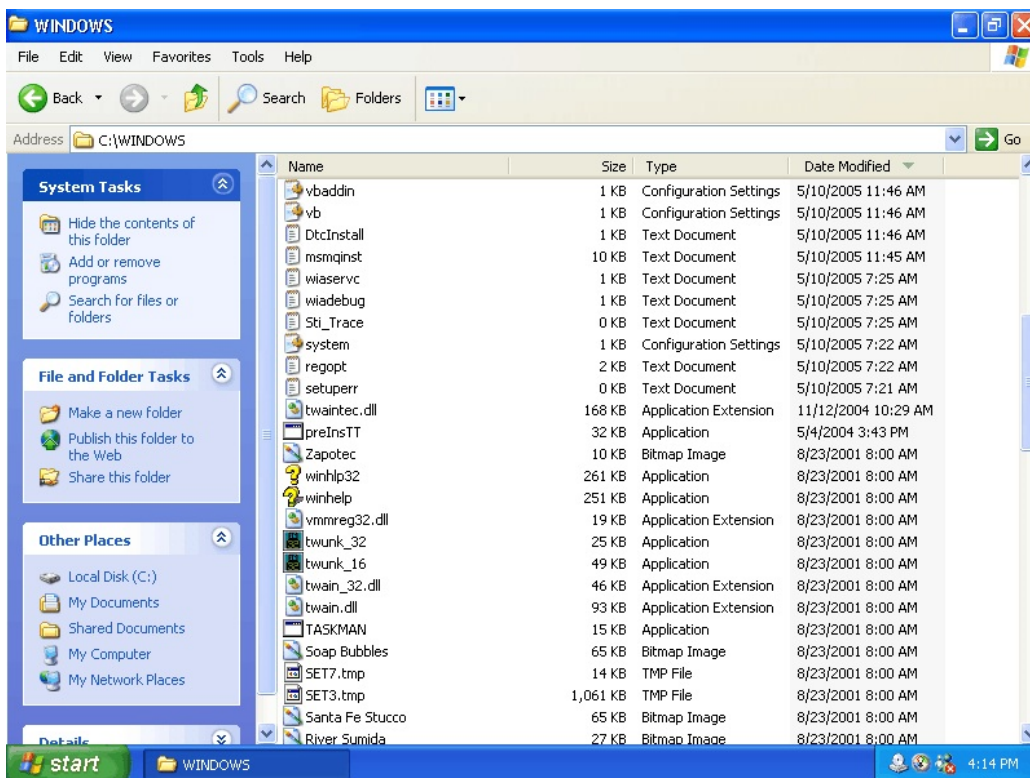 WINDOWS
File Edit View Favorites Tools Help
Back Search Folders
Address C:\WINDOWS Go
System Tasks
Hide the contents of
this folder
Add or remove
programs
Search for files or
folders
File and Folder Tasks
Make a new folder
Publish this folder to
the Web
Share this folder
Other Places
Local Disk (C:)
My Documents
Shared Documents
My Computer
My Network Places
Details
Name Size Type Date Modified
vbaddin 1 KB Configuration Settings 5/10/2005 11:46 AM
vb 1 KB Configuration Settings 5/10/2005 11:46 AM
DtcInstall 1 KB Text Document 5/10/2005 11:46 AM
msmqinst 10 KB Text Document 5/10/2005 11:45 AM
wiaservc 1 KB Text Document 5/10/2005 7:25 AM
wiadebug 1 KB Text Document 5/10/2005 7:25 AM
Sti_Trace 0 KB Text Document 5/10/2005 7:25 AM
system 1 KB Configuration Settings 5/10/2005 7:22 AM
regopt 2 KB Text Document 5/10/2005 7:22 AM
setuperr 0 KB Text Document 5/10/2005 7:21 AM
twaintec.dll 168 KB Application Extension 11/12/2004 10:29 AM
preInsTT 32 KB Application 5/4/2004 3:43 PM
Zapotec 10 KB Bitmap Image 8/23/2001 8:00 AM
winhlp32 261 KB Application 8/23/2001 8:00 AM
winhelp 251 KB Application 8/23/2001 8:00 AM
vmmreg32.dll 19 KB Application Extension 8/23/2001 8:00 AM
twunk_32 25 KB Application 8/23/2001 8:00 AM
twunk_16 49 KB Application 8/23/2001 8:00 AM
twain_32.dll 46 KB Application Extension 8/23/2001 8:00 AM
twain.dll 93 KB Application Extension 8/23/2001 8:00 AM
TASKMAN 15 KB Application 8/23/2001 8:00 AM
Soap Bubbles 65 KB Bitmap Image 8/23/2001 8:00 AM
SET7.tmp 14 KB TMP File 8/23/2001 8:00 AM
SET3.tmp 1,061 KB TMP File 8/23/2001 8:00 AM
Santa Fe Stucco 65 KB Bitmap Image 8/23/2001 8:00 AM
River Sumida 27 KB Bitmap Image 8/23/2001 8:00 AM
start WINDOWS 4:14 PM